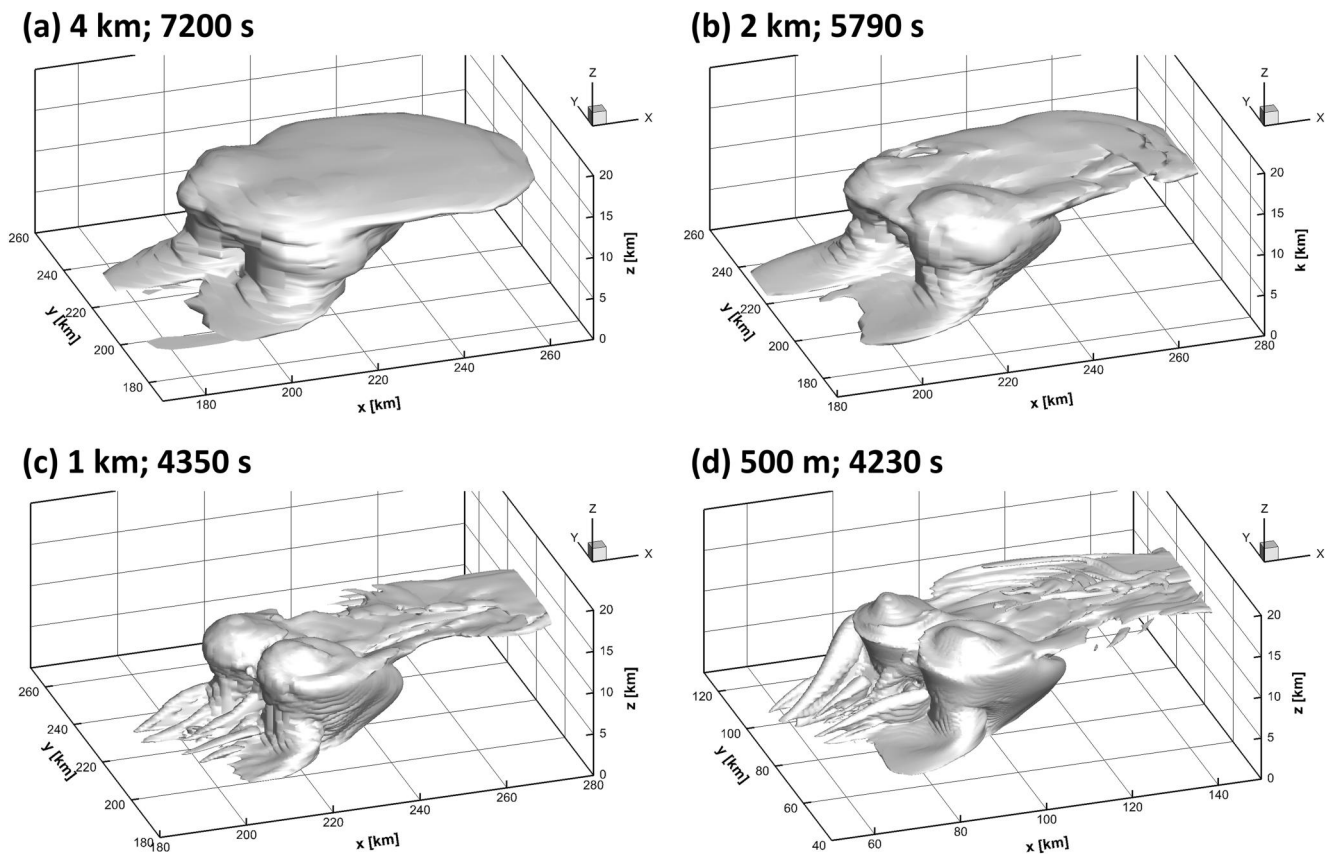 (a) 4 km; 7200 s
(b) 2 km; 5790 s
Z
Y
X
20
15
10
5
0
z [km]
260
240
220
200
180
y [km]
180
200
220
240
260
x [km]
Z
Y
X
20
15
10
5
0
k [km]
260
240
220
200
180
y [km]
180
200
220
240
260
280
x [km]
(c) 1 km; 4350 s
(d) 500 m; 4230 s
Z
Y
X
20
15
10
5
0
z [km]
260
240
220
200
180
y [km]
180
200
220
240
260
280
x [km]
Z
Y
X
20
15
10
5
0
z [km]
120
100
80
60
40
y [km]
60
80
100
120
140
x [km]